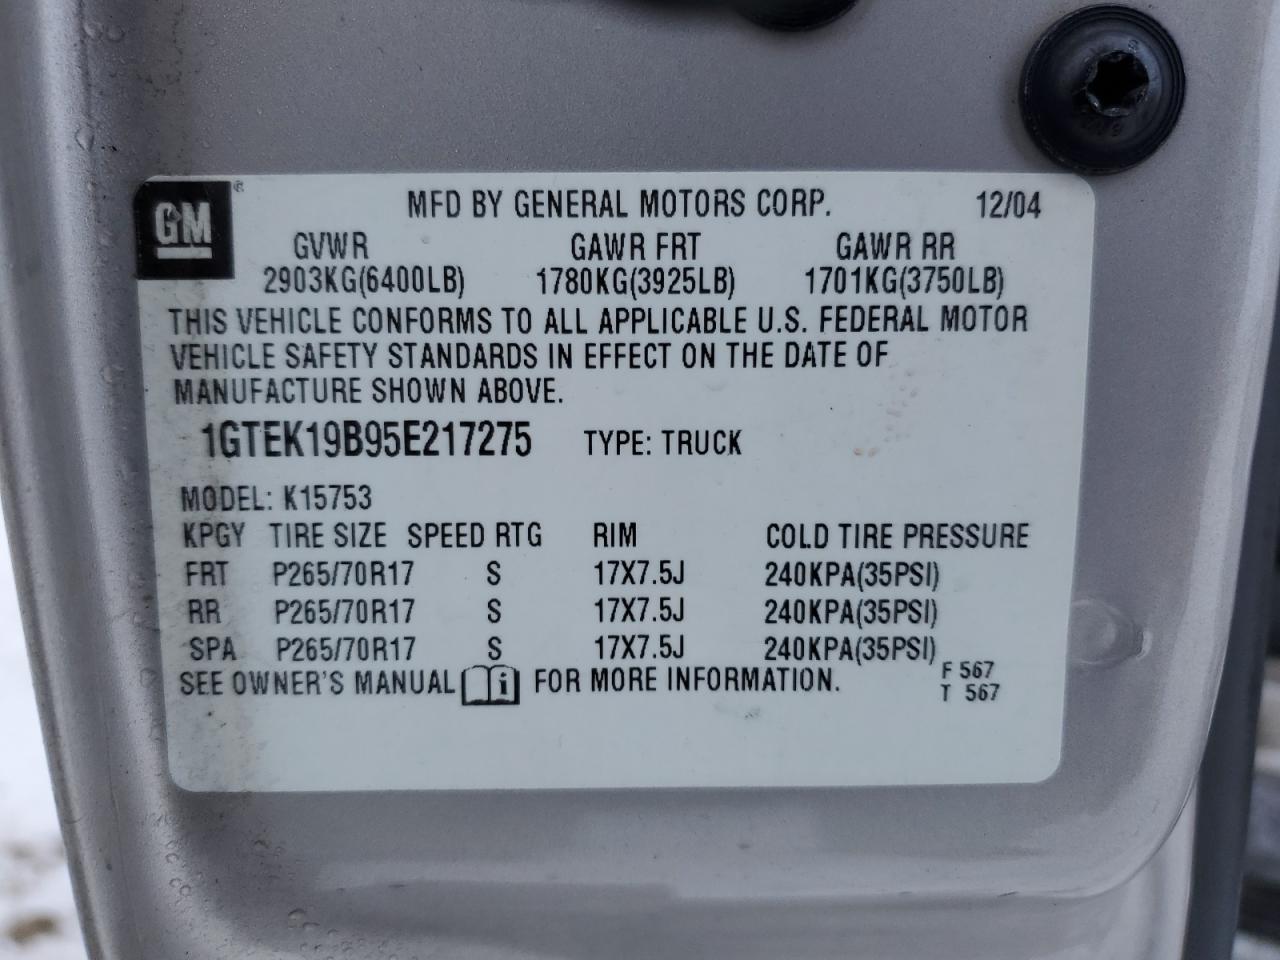 GM®
MFD BY GENERAL MOTORS CORP. 12/04
GVWR GAWR FRT GAWR RR
2903KG(6400LB) 1780KG(3925LB) 1701KG(3750LB)
THIS VEHICLE CONFORMS TO ALL APPLICABLE U.S. FEDERAL MOTOR
VEHICLE SAFETY STANDARDS IN EFFECT ON THE DATE OF
MANUFACTURE SHOWN ABOVE.
1GTEK19B95E217275 TYPE: TRUCK
MODEL: K15753
KPGY TIRE SIZE SPEED RTG RIM COLD TIRE PRESSURE
FRT P265/70R17 S 17X7.5J 240KPA(35PSI)
RR P265/70R17 S 17X7.5J 240KPA(35PSI)
SPA P265/70R17 S 17X7.5J 240KPA(35PSI)
SEE OWNER'S MANUAL i FOR MORE INFORMATION.
F 567
T 567